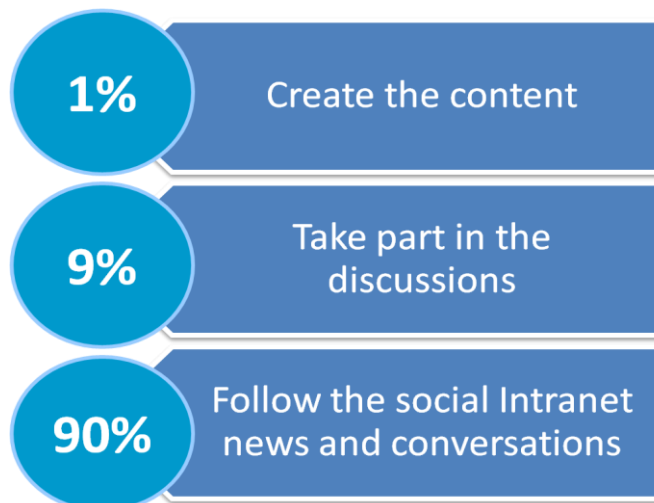 1%
Create the content
9%
Take part in the
discussions
90%
Follow the social Intranet
news and conversations